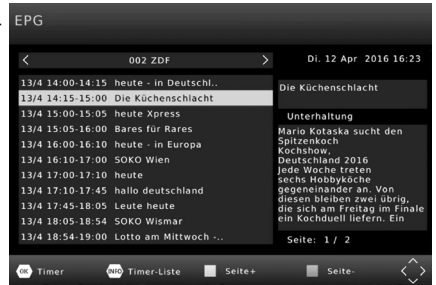 EPG
002 ZDF
Di. 12 Apr 2016 16:23
13/4 14:00-14:15 heute - in Deutschl..
13/4 14:15-15:00 Die Küchenschlacht
13/4 15:00-15:05 heute Xpress
13/4 15:05-16:00 Bares für Rares
13/4 16:00-16:10 heute - in Europa
13/4 16:10-17:00 SOKO Wien
13/4 17:00-17:10 heute
13/4 17:10-17:45 hallo deutschland
13/4 17:45-18:05 Leute heute
13/4 18:05-18:54 SOKO Wismar
13/4 18:54-19:00 Lotto am Mittwoch -..
Die Küchenschlacht
Unterhaltung
Mario Kotaska sucht den
Spitzenkoch
Kochshow,
Deutschland 2016
Jede Woche treten
sechs Hobbyköche
gegeneinander an. Von
diesen bleiben zwei übrig,
die sich am Freitag im Finale
ein Kochduell liefern. Ein
Seite: 1 / 2
OK Timer
INFO Timer-Liste
Seite+
Seite-